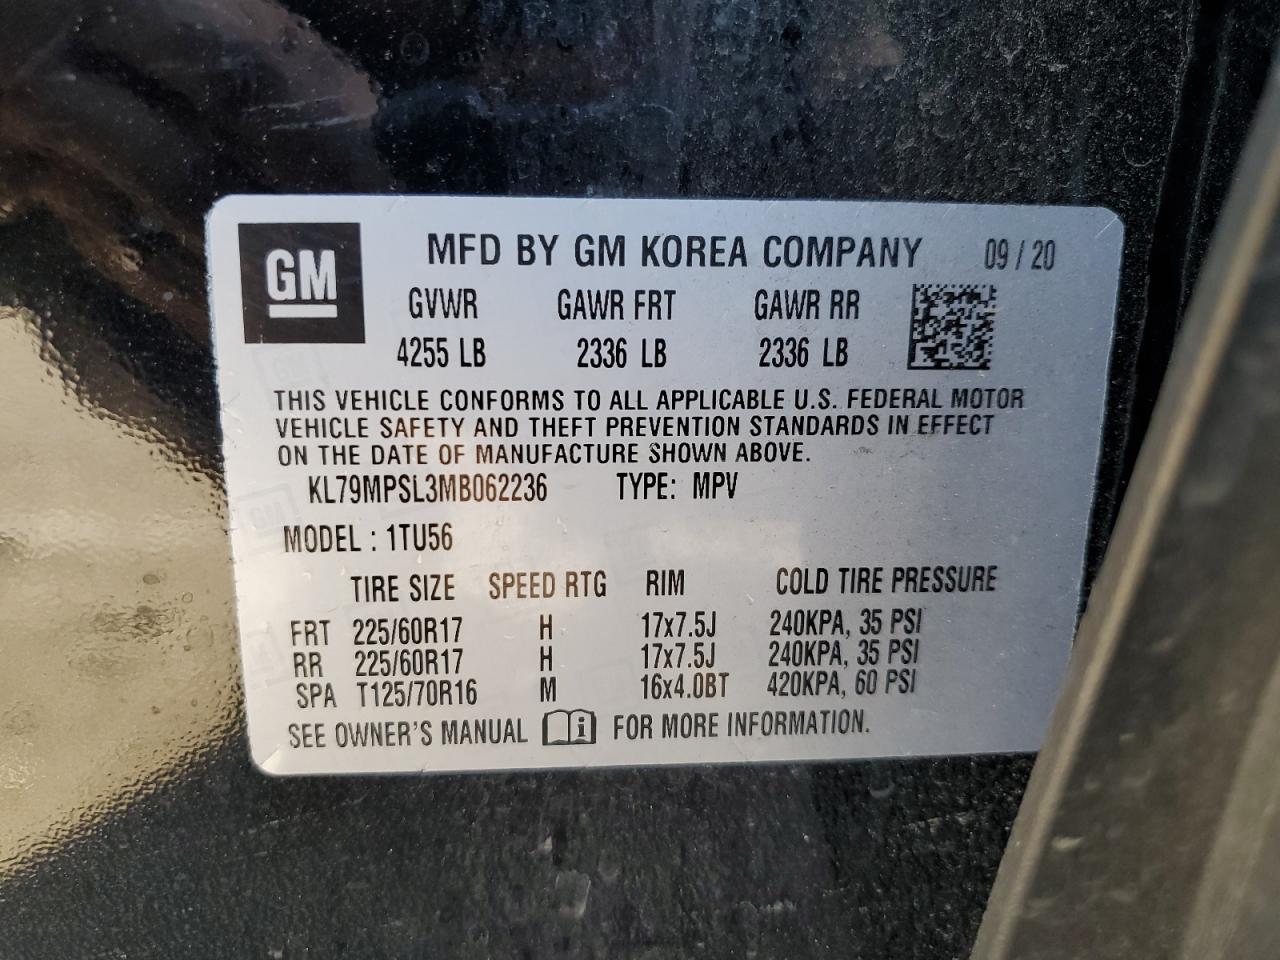 GM
MFD BY GM KOREA COMPANY 09 / 20
GVWR GAWR FRT GAWR RR
4255 LB 2336 LB 2336 LB
THIS VEHICLE CONFORMS TO ALL APPLICABLE U.S. FEDERAL MOTOR
VEHICLE SAFETY AND THEFT PREVENTION STANDARDS IN EFFECT
ON THE DATE OF MANUFACTURE SHOWN ABOVE.
KL79MPSL3MB062236 TYPE: MPV
MODEL : 1TU56
TIRE SIZE SPEED RTG RIM COLD TIRE PRESSURE
FRT 225/60R17 H 17x7.5J 240KPA, 35 PSI
RR 225/60R17 H 17x7.5J 240KPA, 35 PSI
SPA T125/70R16 M 16x4.0BT 420KPA, 60 PSI
SEE OWNER'S MANUAL i FOR MORE INFORMATION.